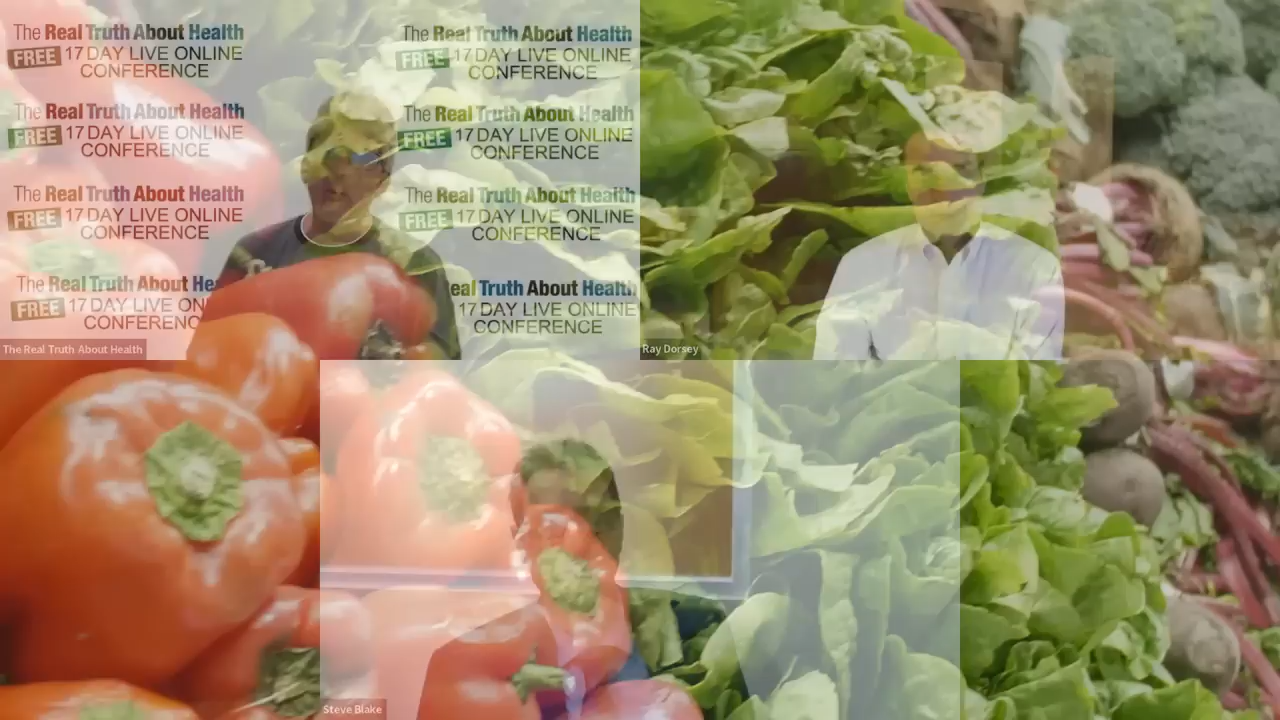 The Real Truth About Health
FREE 17 DAY LIVE ONLINE
CONFERENCE
The Real Truth About Health
FREE 17 DAY LIVE ONLINE
CONFERENCE
The Real Truth About Health
FREE 17 DAY LIVE ONLINE
CONFERENCE
The Real Truth About Health
FREE 17 DAY LIVE ONLINE
CONFERENCE
The Real Truth About Health
FREE 17 DAY LIVE ONLINE
CONFERENCE
The Real Truth About Health
FREE 17 DAY LIVE ONLINE
CONFERENCE
The Real Truth About He
FREE 17 DAY LIVE ON
CONFERENC
eal Truth About Health
17 DAY LIVE ONLINE
CONFERENCE
The Real Truth About Health
Ray Dorsey
Steve Blake